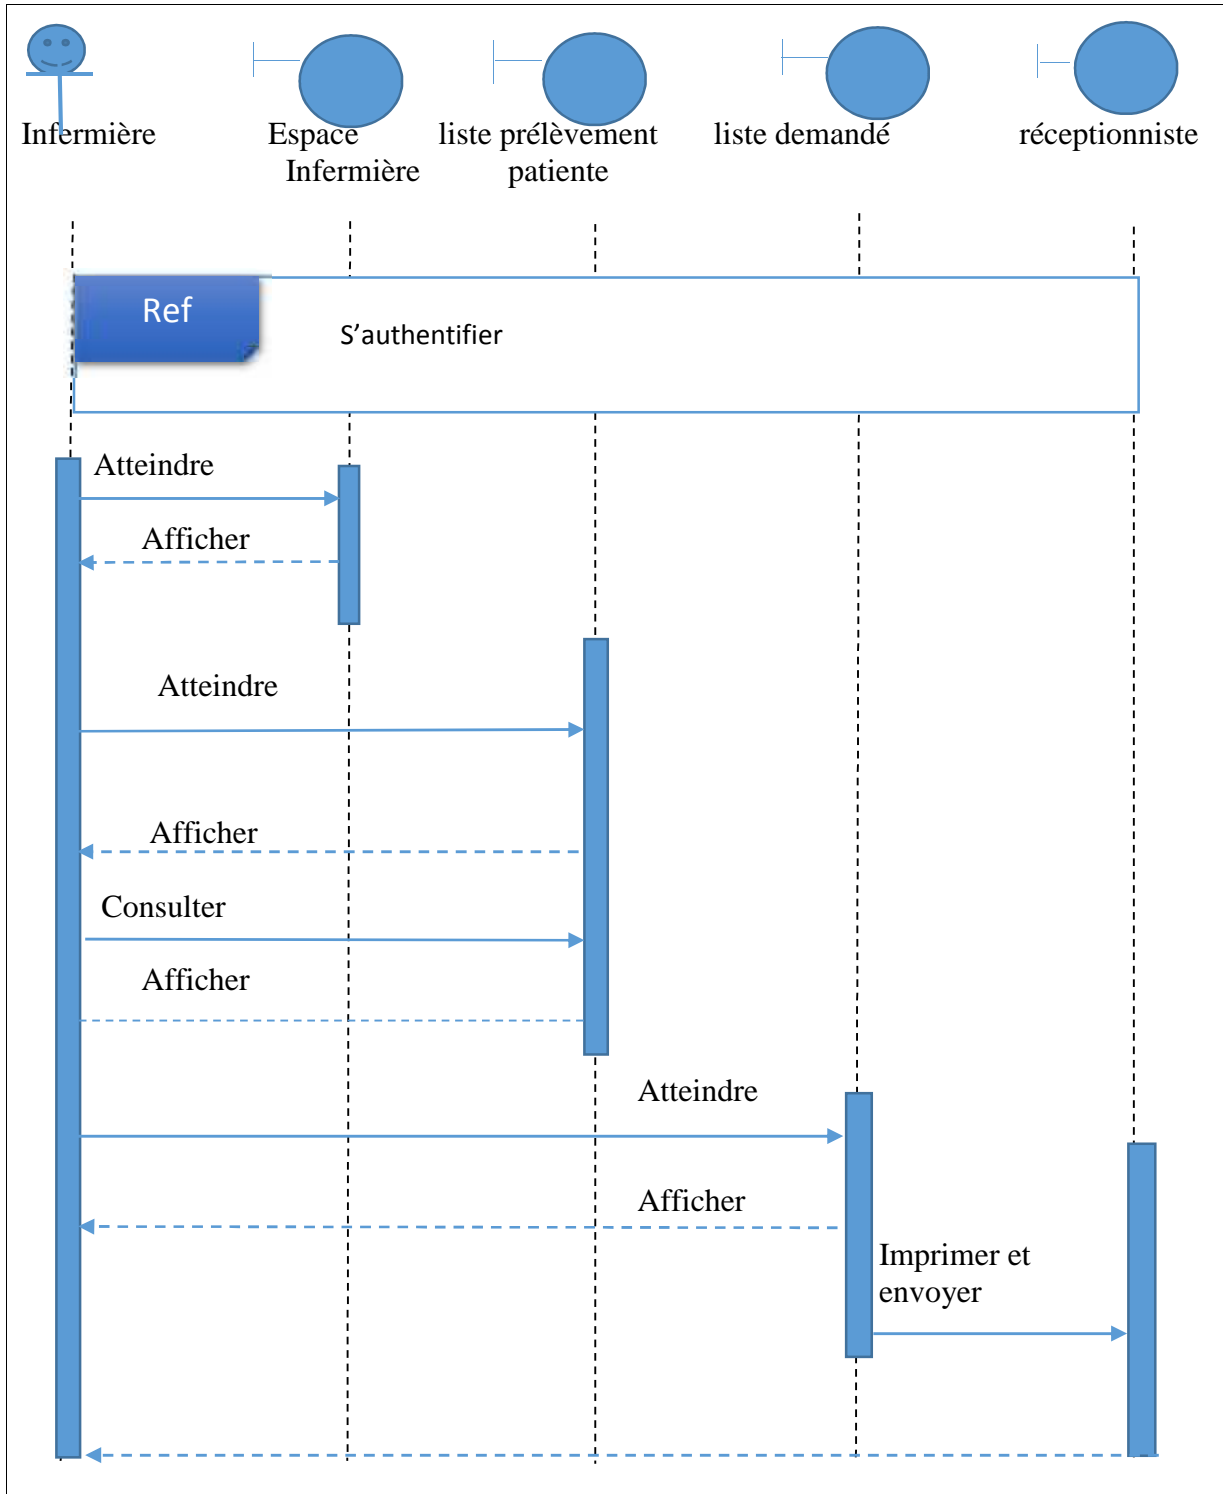 Infermière
Espace
Infermière
liste prélèvement
patiente
liste demandé
réceptionniste
Ref
S’authentifier
Atteindre
Afficher
Atteindre
Afficher
Consulter
Afficher
Atteindre
Afficher
Imprimer et
envoyer